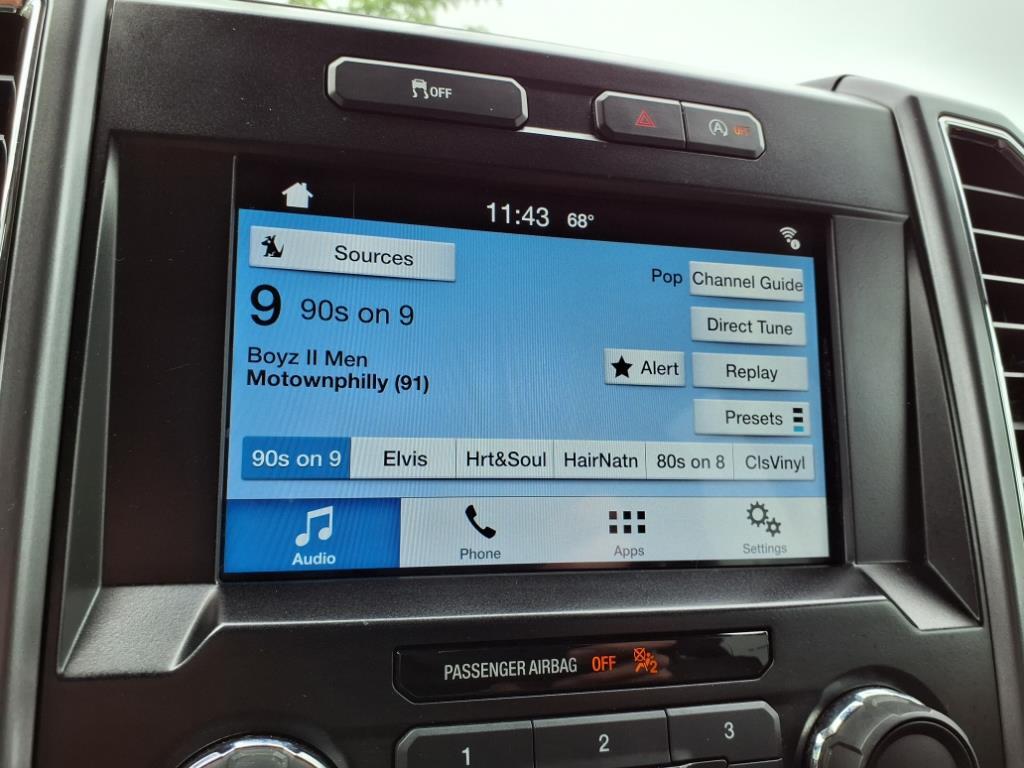 OFF
A OFF
11:43 68°
Sources
Pop Channel Guide
9 90s on 9
Direct Tune
Boyz II Men
Motownphilly (91)
Alert
Replay
Presets
90s on 9 Elvis Hrt&Soul HairNatn 80s on 8 ClsVinyl
Audio Phone Apps Settings
PASSENGER AIRBAG OFF 2
1 2 3